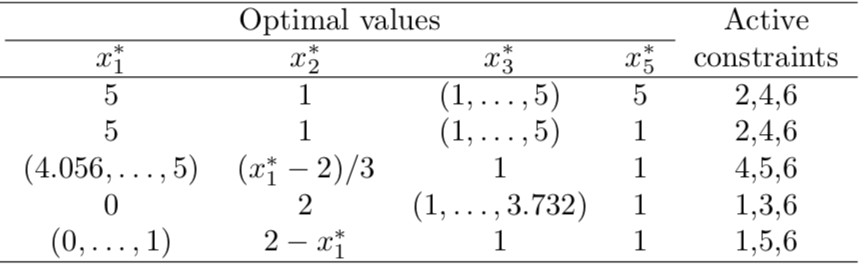 Optimal values Active
x₁* x₂* x₃* x₅* constraints
5 1 (1, . . . , 5) 5 2,4,6
5 1 (1, . . . , 5) 1 2,4,6
(4.056, . . . , 5) (x₁* − 2)/3 1 1 4,5,6
0 2 (1, . . . , 3.732) 1 1,3,6
(0, . . . , 1) 2 − x₁* 1 1 1,5,6